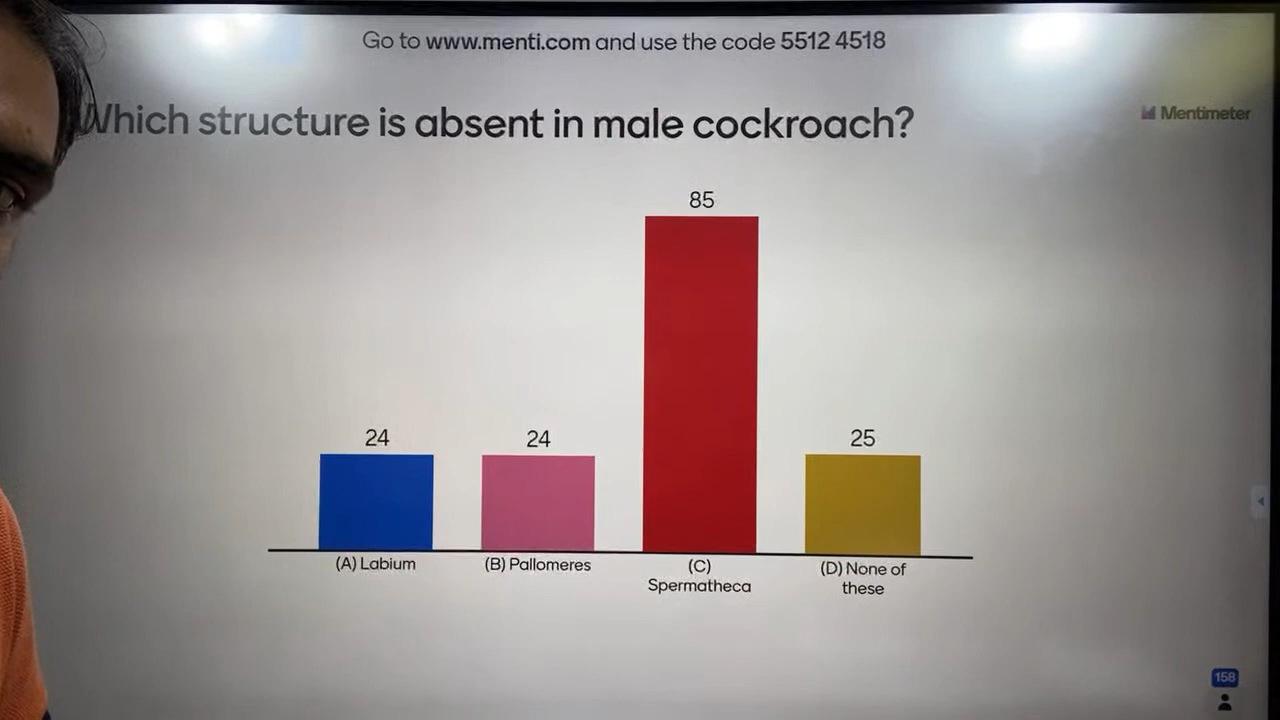 Go to www.menti.com and use the code 5512 4518
Which structure is absent in male cockroach?
Mentimeter
85
24
24
25
(A) Labium
(B) Pallomeres
(C)
Spermatheca
(D) None of
these
158